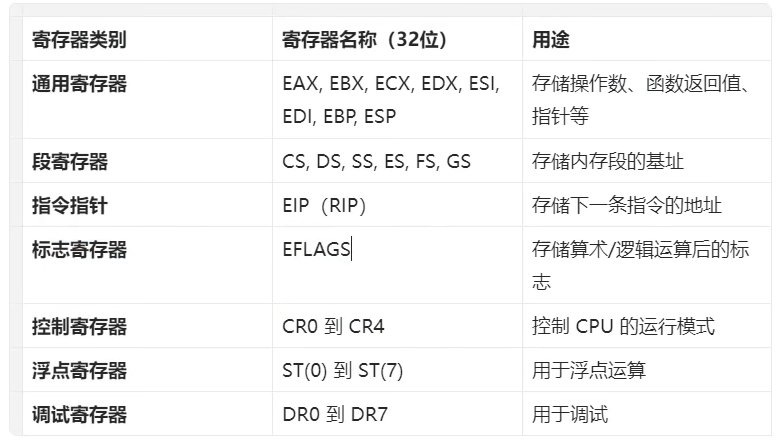 寄存器类别 寄存器名称（32位） 用途
通用寄存器 EAX, EBX, ECX, EDX, ESI, 存储操作数、函数返回值、
EDI, EBP, ESP 指针等
段寄存器 CS, DS, SS, ES, FS, GS 存储内存段的基址
指令指针 EIP（RIP） 存储下一条指令的地址
标志寄存器 EFLAGS 存储算术/逻辑运算后的标
志
控制寄存器 CR0 到 CR4 控制 CPU 的运行模式
浮点寄存器 ST(0) 到 ST(7) 用于浮点运算
调试寄存器 DR0 到 DR7 用于调试